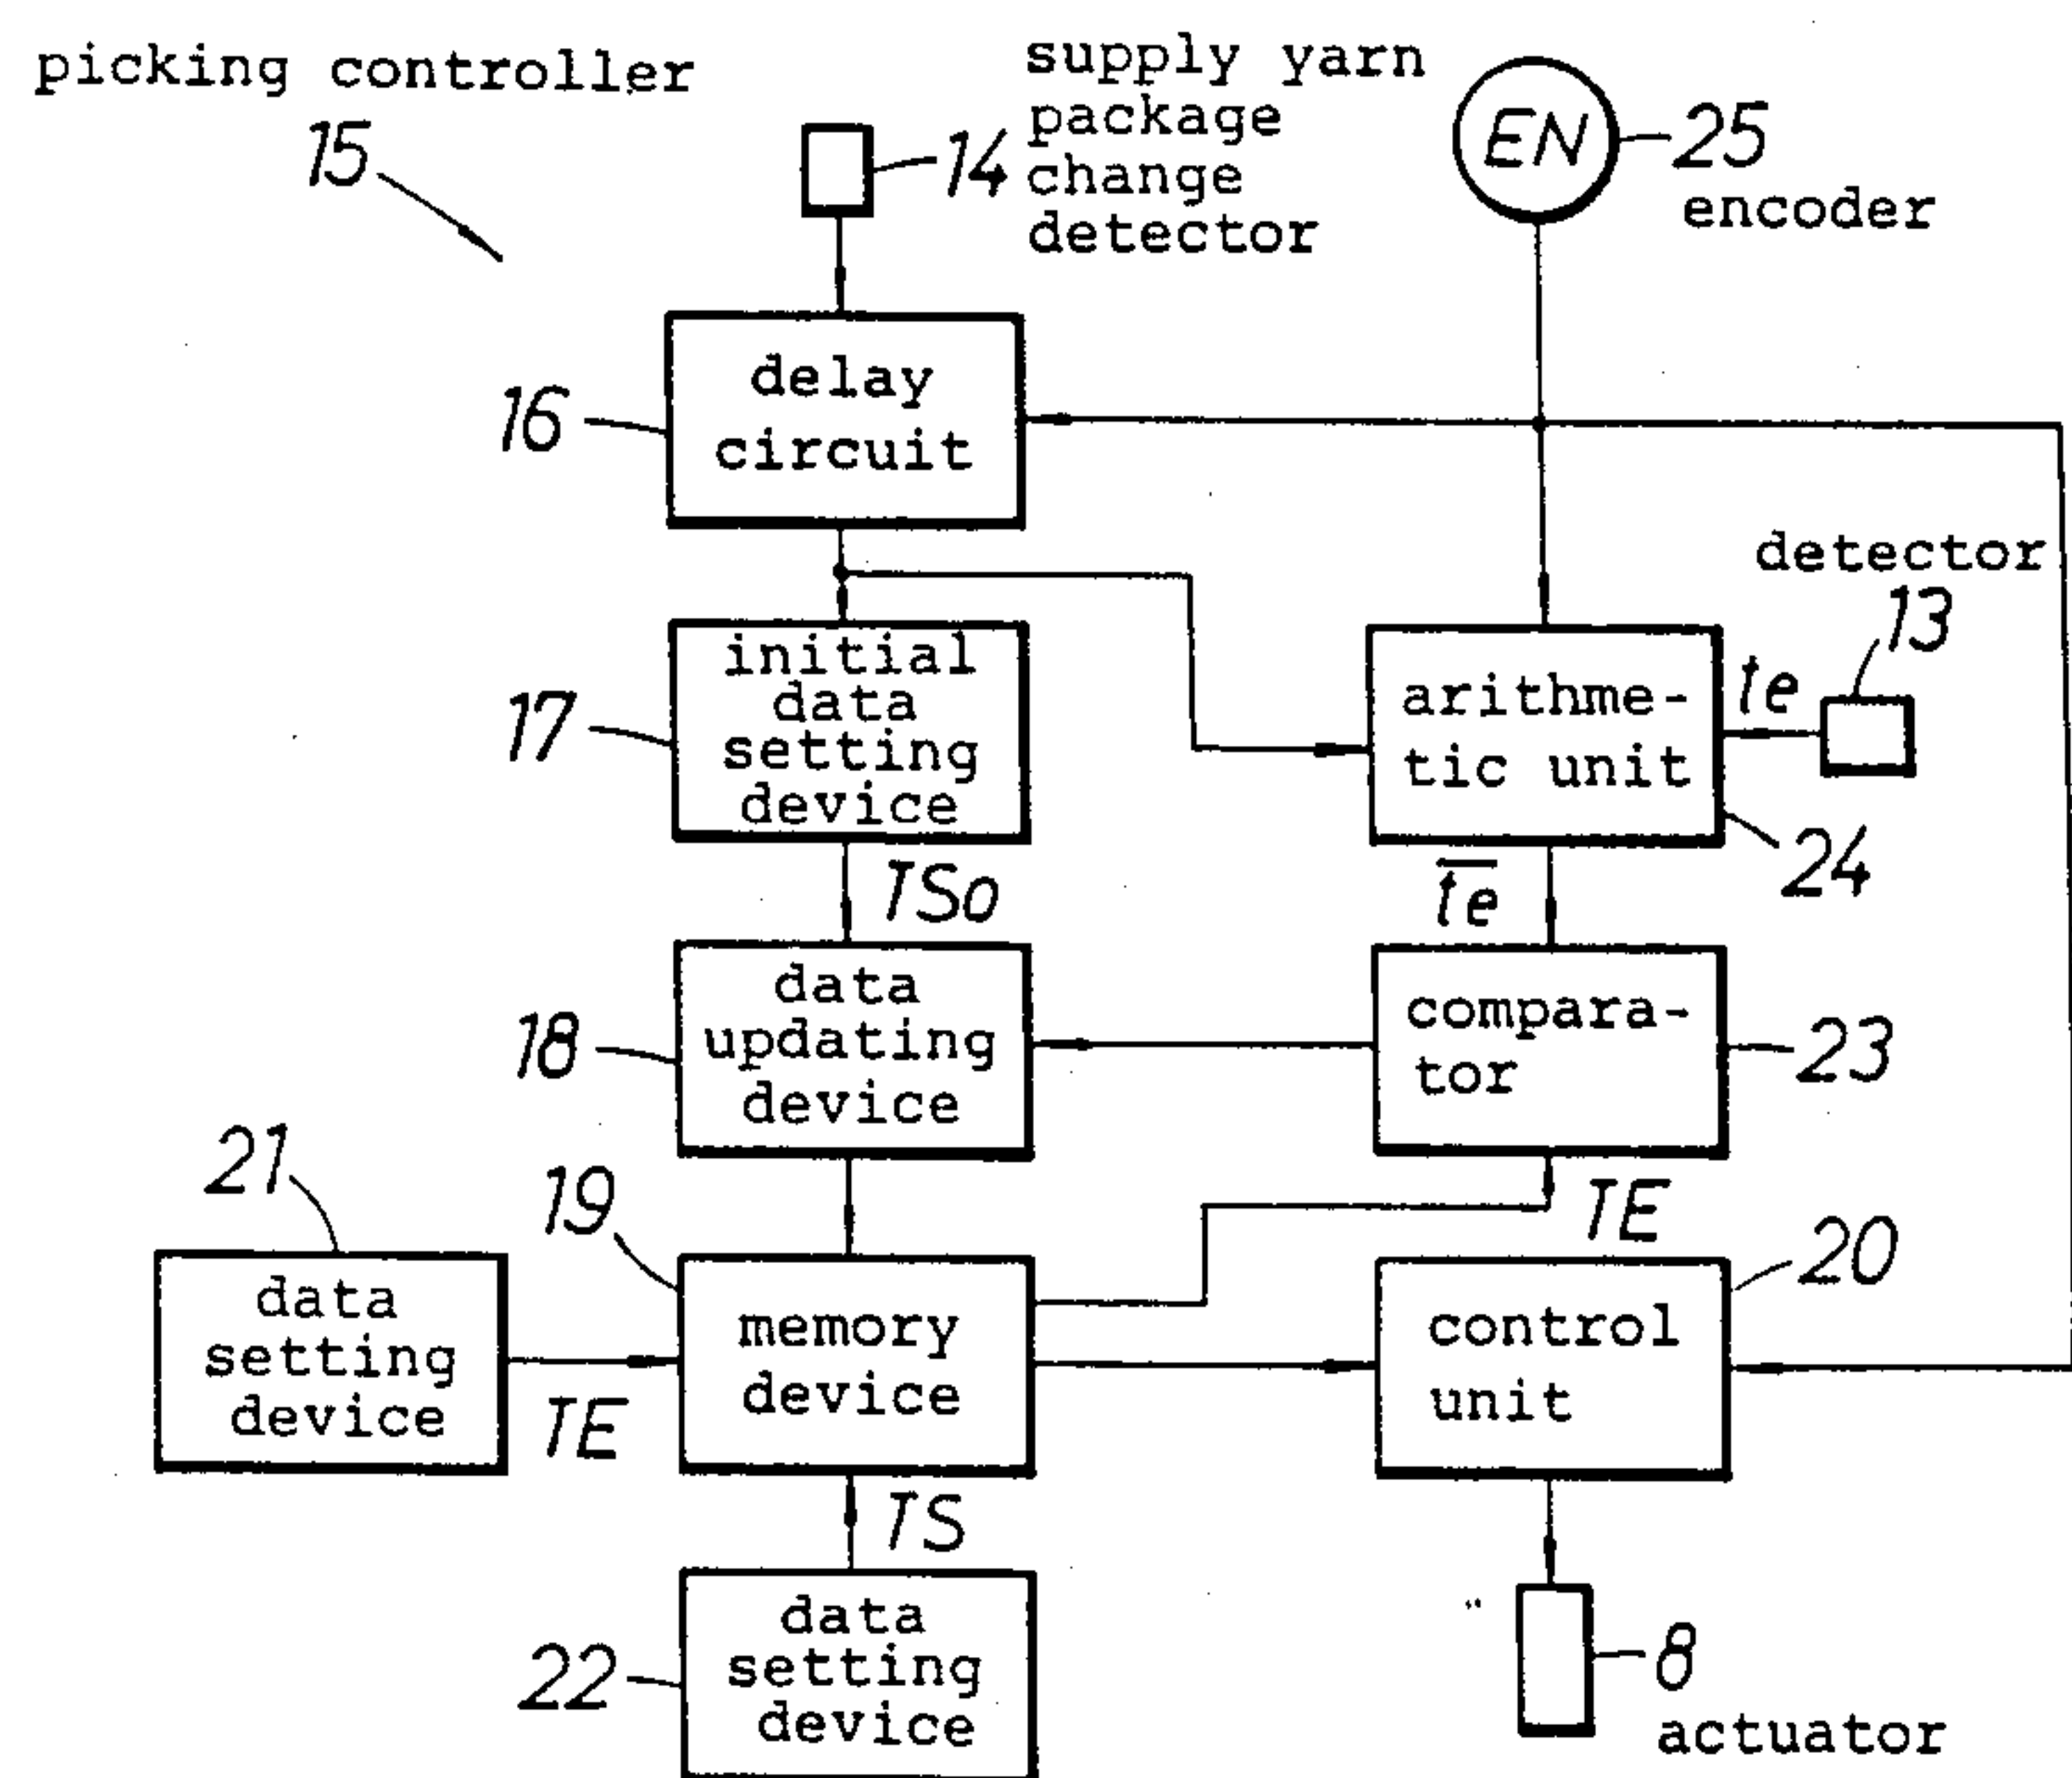 picking controller
15
14
supply yarn
package
change
detector
EN
25
encoder
delay
circuit
16
detector
13
initial
data
setting
device
17
arithme-
tic unit
te
24
TSo
t̅e̅
data
updating
device
18
compara-
tor
23
21
19
TE
20
data
setting
device
TE
memory
device
control
unit
TS
data
setting
device
22
8
actuator